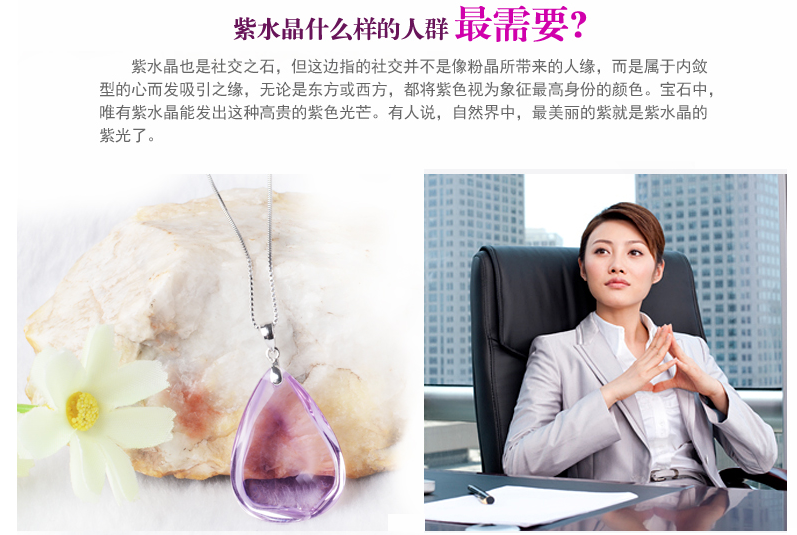 紫水晶什么样的人群 最需要?
紫水晶也是社交之石，但这边指的社交并不是像粉晶所带来的人缘，而是属于内敛
型的心而发吸引之缘，无论是东方或西方，都将紫色视为象征最高身份的颜色。宝石中，
唯有紫水晶能发出这种高贵的紫色光芒。有人说，自然界中，最美丽的紫就是紫水晶的
紫光了。